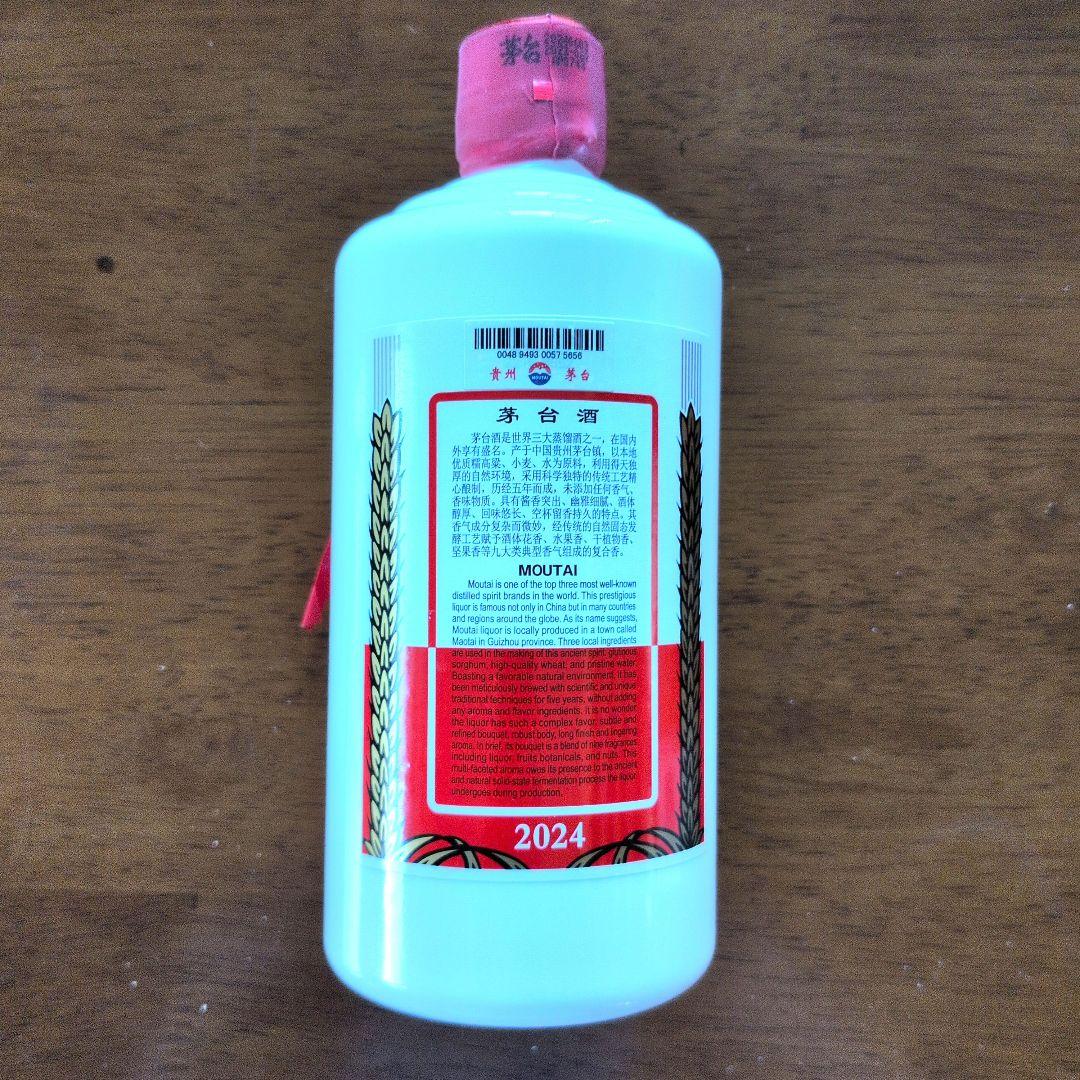 茅台
0048 9493 0057 5656
贵州 MOUTAI 茅台
茅台酒
茅台酒是世界三大蒸馏酒之一，在国内
外享有盛名。产于中国贵州茅台镇，以本地
优质糯高粱、小麦、水为原料，利用得天独
厚的自然环境，采用科学独特的传统工艺精
心酿制，历经五年而成，未添加任何香气、
香味物质。具有酱香突出、幽雅细腻、酒体
醇厚、回味悠长、空杯留香持久的特点。其
香气成分复杂而微妙，经传统的自然固态发
酵工艺赋予酒体花香、水果香、干植物香、
坚果香等九大类典型香气组成的复合香。
MOUTAI
Moutai is one of the top three most well-known
distilled spirit brands in the world. This prestigious
liquor is famous not only in China but in many countries
and regions around the globe. As its name suggests,
Moutai liquor is locally produced in a town called
Maotai in Guizhou province. Three local ingredients
are used in the making of this ancient spirit: glutinous
sorghum, high-quality wheat, and pristine water.
Boasting a favorable natural environment, it has
been meticulously brewed with scientific and unique
traditional techniques for five years, without adding
any aroma and flavor ingredients. It is no wonder
the liquor has such a complex favor, subtle and
refined bouquet, robust body, long finish and lingering
aroma. In brief, its bouquet is a blend of nine fragrances
including liquor, fruits,botanicals, and nuts. This
multi-faceted aroma owes its presence to the ancient
and natural solid-state fermentation process the liquor
undergoes during production.
2024